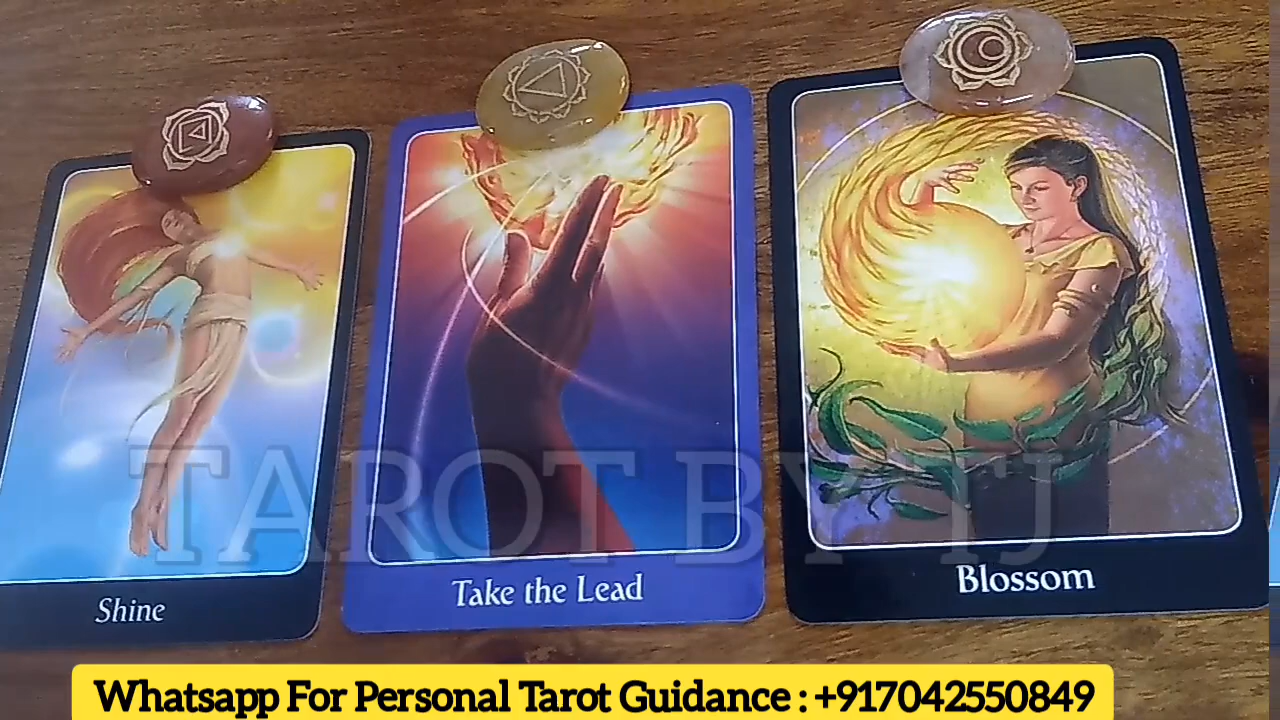 TAROT BY TJ
Shine
Take the Lead
Blossom
Whatsapp For Personal Tarot Guidance : +917042550849